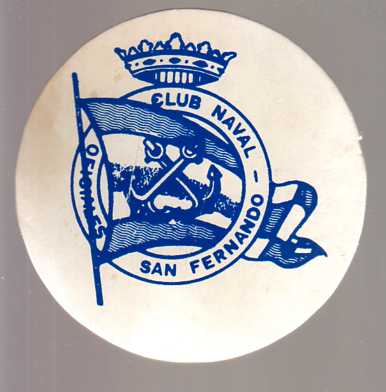 CLUB NAVAL -
SAN FERNANDO -
OFICIALES